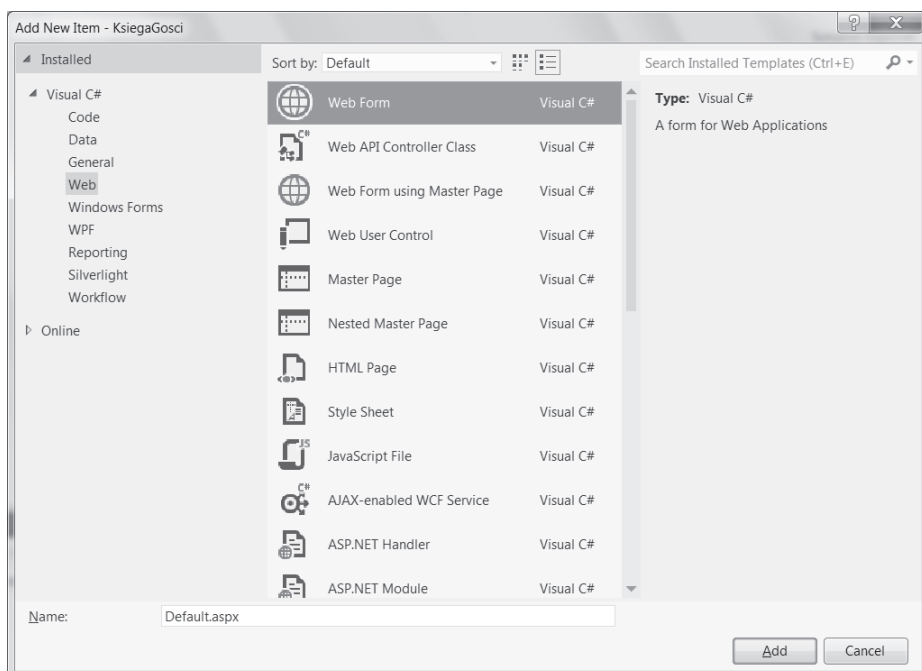 Add New Item - KsiegaGosci
Installed
Sort by: Default
Search Installed Templates (Ctrl+E)
Visual C#
Code
Data
General
Web
Windows Forms
WPF
Reporting
Silverlight
Workflow
Online
Web Form Visual C#
Web API Controller Class Visual C#
Web Form using Master Page Visual C#
Web User Control Visual C#
Master Page Visual C#
Nested Master Page Visual C#
HTML Page Visual C#
Style Sheet Visual C#
JavaScript File Visual C#
AJAX-enabled WCF Service Visual C#
ASP.NET Handler Visual C#
ASP.NET Module Visual C#
Type: Visual C#
A form for Web Applications
Name: Default.aspx
Add Cancel